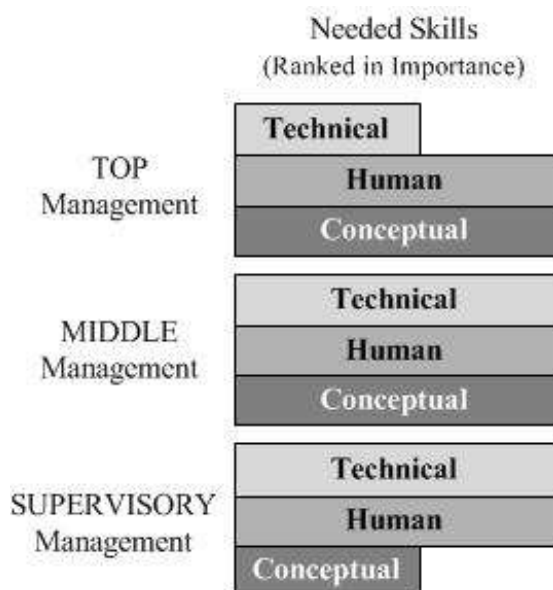 Needed Skills
(Ranked in Importance)
Technical
TOP
Management
Human
Conceptual
Technical
MIDDLE
Management
Human
Conceptual
Technical
SUPERVISORY
Management
Human
Conceptual